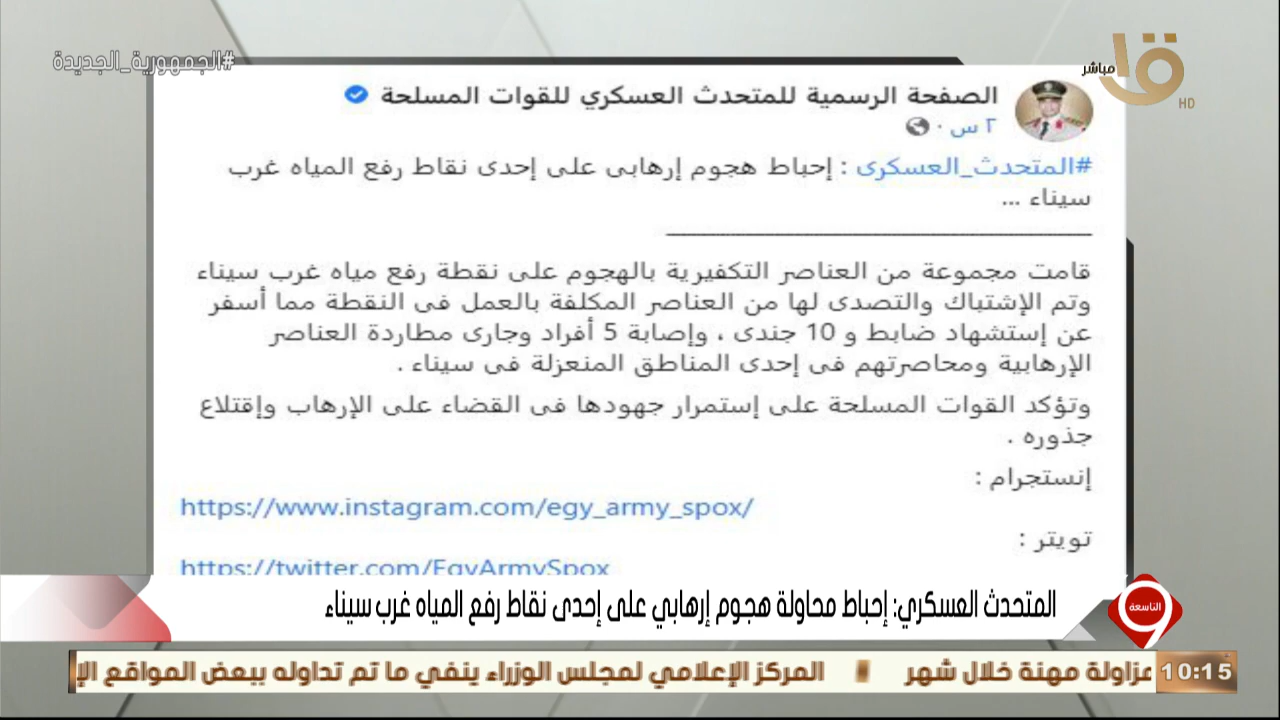 #الجمهورية_الجديدة
مباشر
HD
الصفحة الرسمية للمتحدث العسكري للقوات المسلحة
٢ س ·
#المتحدث_العسكرى : إحباط هجوم إرهابى على إحدى نقاط رفع المياه غرب
سيناء ...
قامت مجموعة من العناصر التكفيرية بالهجوم على نقطة رفع مياه غرب سيناء
وتم الإشتباك والتصدى لها من العناصر المكلفة بالعمل فى النقطة مما أسفر
عن إستشهاد ضابط و 10 جندى ، وإصابة 5 أفراد وجارى مطاردة العناصر
الإرهابية ومحاصرتهم فى إحدى المناطق المنعزلة فى سيناء .
وتؤكد القوات المسلحة على إستمرار جهودها فى القضاء على الإرهاب وإقتلاع
جذوره .
إنستجرام :
https://www.instagram.com/egy_army_spox/
تويتر :
https://twitter.com/EgyArmySpox
المتحدث العسكري: إحباط محاولة هجوم إرهابي على إحدى نقاط رفع المياه غرب سيناء
التاسعة
9
10:15
مزاولة مهنة خلال شهر
المركز الإعلامي لمجلس الوزراء ينفي ما تم تداوله ببعض المواقع الإ